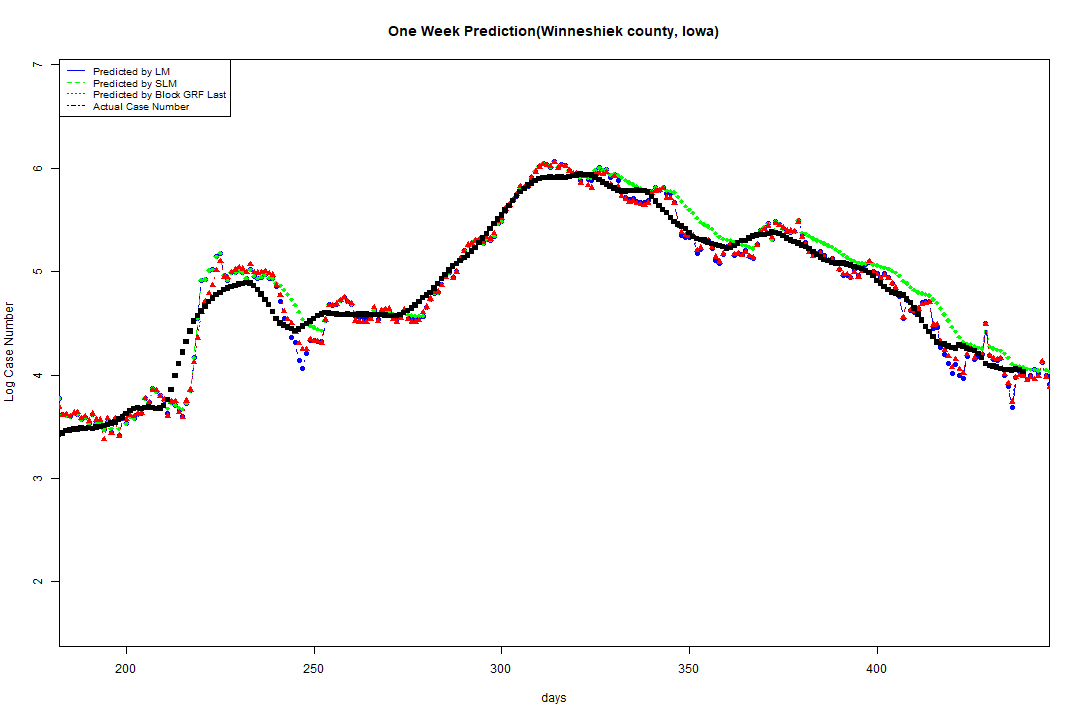 One Week Prediction(Winneshiek county, Iowa)
Predicted by LM
Predicted by SLM
Predicted by Block GRF Last
Actual Case Number
7
6
5
4
3
2
Log Case Number
200 250 300 350 400
days